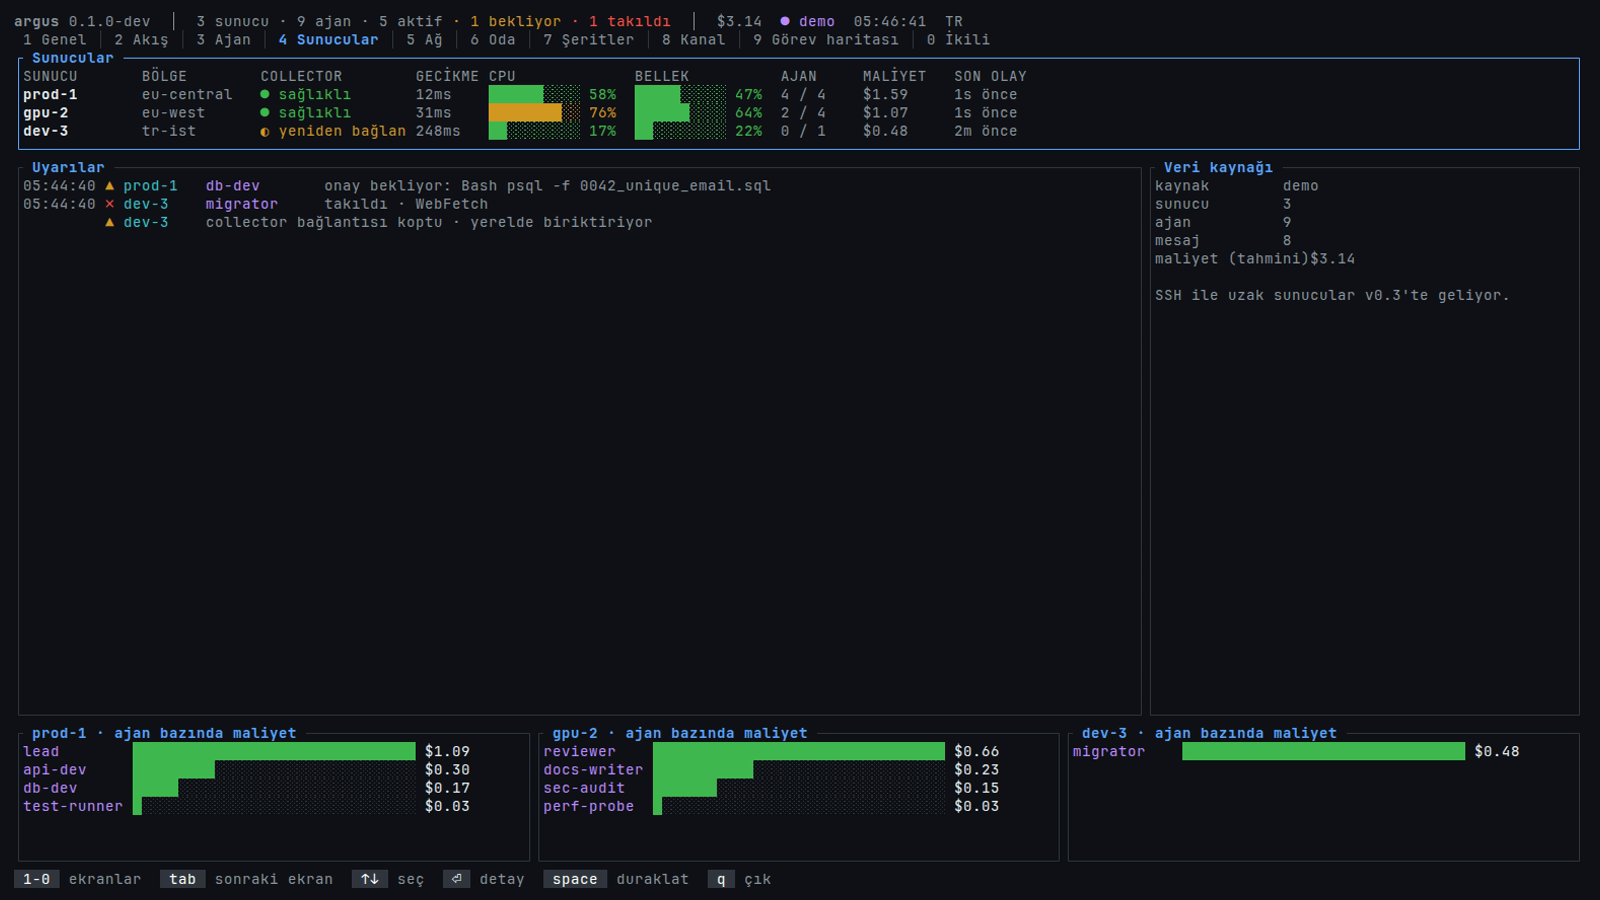 argus 0.1.0-dev │ 3 sunucu · 9 ajan · 5 aktif · 1 bekliyor · 1 takıldı │ $3.14 ● demo 05:46:41 TR
1 Genel │ 2 Akış │ 3 Ajan │ 4 Sunucular │ 5 Ağ │ 6 Oda │ 7 Şeritler │ 8 Kanal │ 9 Görev haritası │ 0 İkili
Sunucular
SUNUCU BÖLGE COLLECTOR GECİKME CPU BELLEK AJAN MALİYET SON OLAY
prod-1 eu-central ● sağlıklı 12ms 58% 47% 4 / 4 $1.59 1s önce
gpu-2 eu-west ● sağlıklı 31ms 76% 64% 2 / 4 $1.07 1s önce
dev-3 tr-ist ◐ yeniden bağlan 248ms 17% 22% 0 / 1 $0.48 2m önce
Uyarılar
05:44:40 ▲ prod-1 db-dev onay bekliyor: Bash psql -f 0042_unique_email.sql
05:44:40 ✕ dev-3 migrator takıldı · WebFetch
▲ dev-3 collector bağlantısı koptu · yerelde biriktiriyor
Veri kaynağı
kaynak demo
sunucu 3
ajan 9
mesaj 8
maliyet (tahmini)$3.14
SSH ile uzak sunucular v0.3'te geliyor.
prod-1 · ajan bazında maliyet
lead $1.09
api-dev $0.30
db-dev $0.17
test-runner $0.03
gpu-2 · ajan bazında maliyet
reviewer $0.66
docs-writer $0.23
sec-audit $0.15
perf-probe $0.03
dev-3 · ajan bazında maliyet
migrator $0.48
1-0 ekranlar tab sonraki ekran ↑↓ seç ⏎ detay space duraklat q çık